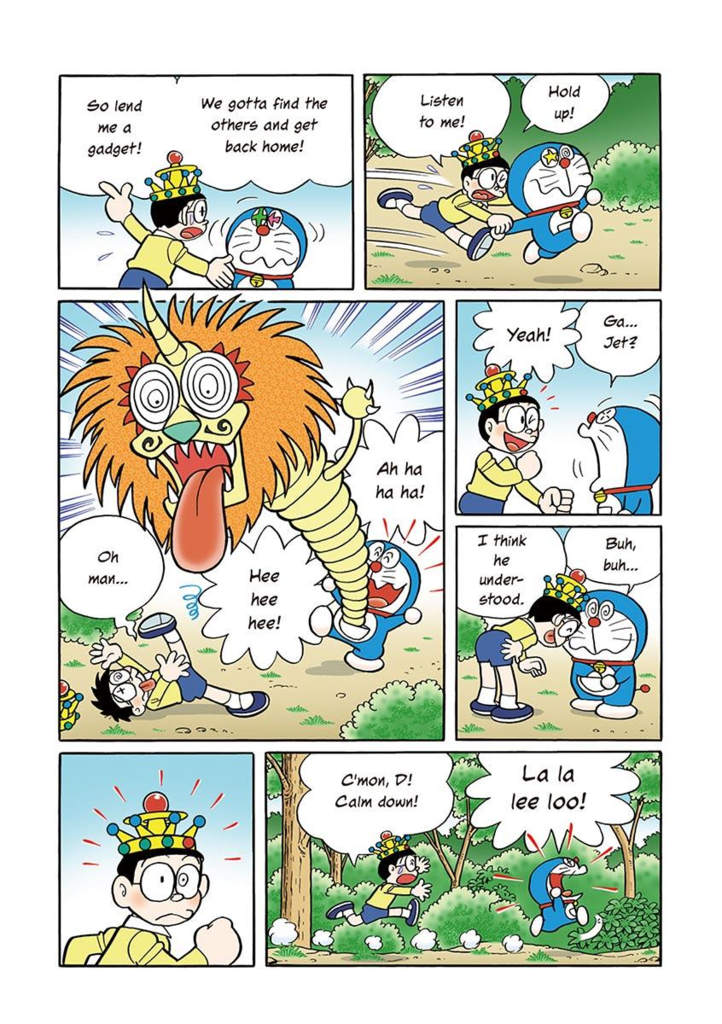 So lend
me a
gadget!
We gotta find the
others and get
back home!
Listen
to me!
Hold
up!
Ah ha
ha ha!
Oh
man...
Hee
hee
hee!
Yeah!
Ga...
Jet?
I think
he
under-
stood.
Buh,
buh...
C'mon, D!
Calm down!
La la
lee loo!